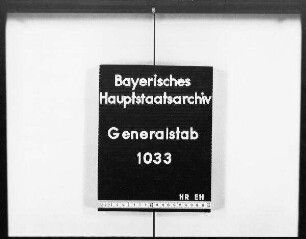 Bayerisches
Hauptstaatsarchiv
Generalstab
1033
HR EH